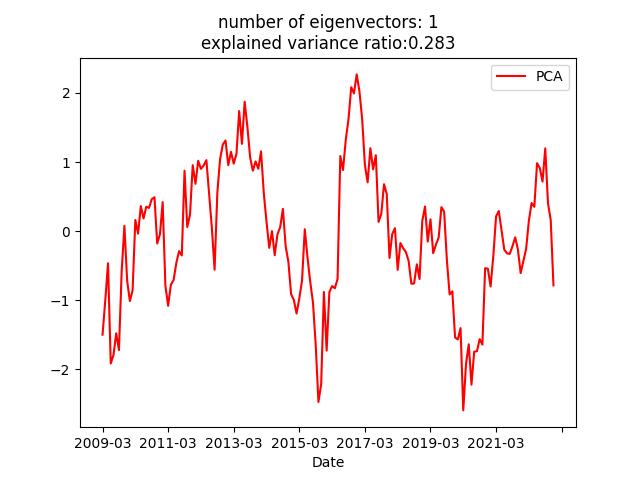 number of eigenvectors: 1
explained variance ratio:0.283
PCA
2
1
0
−1
−2
2009-03 2011-03 2013-03 2015-03 2017-03 2019-03 2021-03
Date